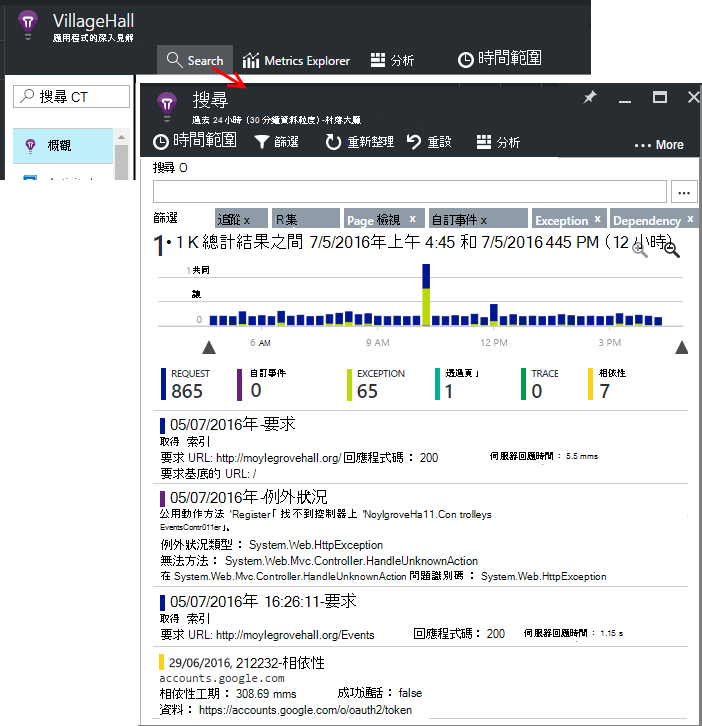 VillageHall
應用程式的深入見解
Search Metrics Explorer 分析 時間範圍
搜尋 CT
概觀
搜尋
過去 24 小時 (30 分鐘資料粒度) -村落大廳
時間範圍 篩選 重新整理 重設 分析 More
搜尋 O
...
篩選 追蹤 x R 集 Page 檢視 x 自訂事件 x Exception x Dependency x
1• 1 K 總計結果之間 7/5/2016年上午 4:45 和 7/5/2016 445 PM (12 小時)
1共同
0
6 AM 9 AM 12 PM 3 PM
REQUEST 自訂事件 EXCEPTION 透過頁」 TRACE 相依性
865 0 65 1 0 7
05/07/2016年-要求
取得 索引
要求 URL: http://moylegrovehall.org/ 回應程式碼： 200 伺服器回應時間： 5.5 mms
要求基底的 URL: /
05/07/2016年-例外狀況
公用動作方法 'Register「 找不到控制器上 'NoylgroveHa11.Con trolleys
EventsContr011er」。
例外狀況類型： System.Web.HttpException
無法方法： System.Web.Mvc.Controller.HandleUnknownAction
在 System.Web.Mvc.Controller.HandleUnknownAction 問題識別碼： System.Web.HttpException
05/07/2016年 16:26:11-要求
取得 索引
要求 URL: http://moylegrovehall.org/Events 回應程式碼： 200 伺服器回應時間： 1.15 s
29/06/2016, 212232-相依性
accounts.google.com
相依性工期： 308.69 mms 成功通話： false
資料： https://accounts.google.com/o/oauth2/token